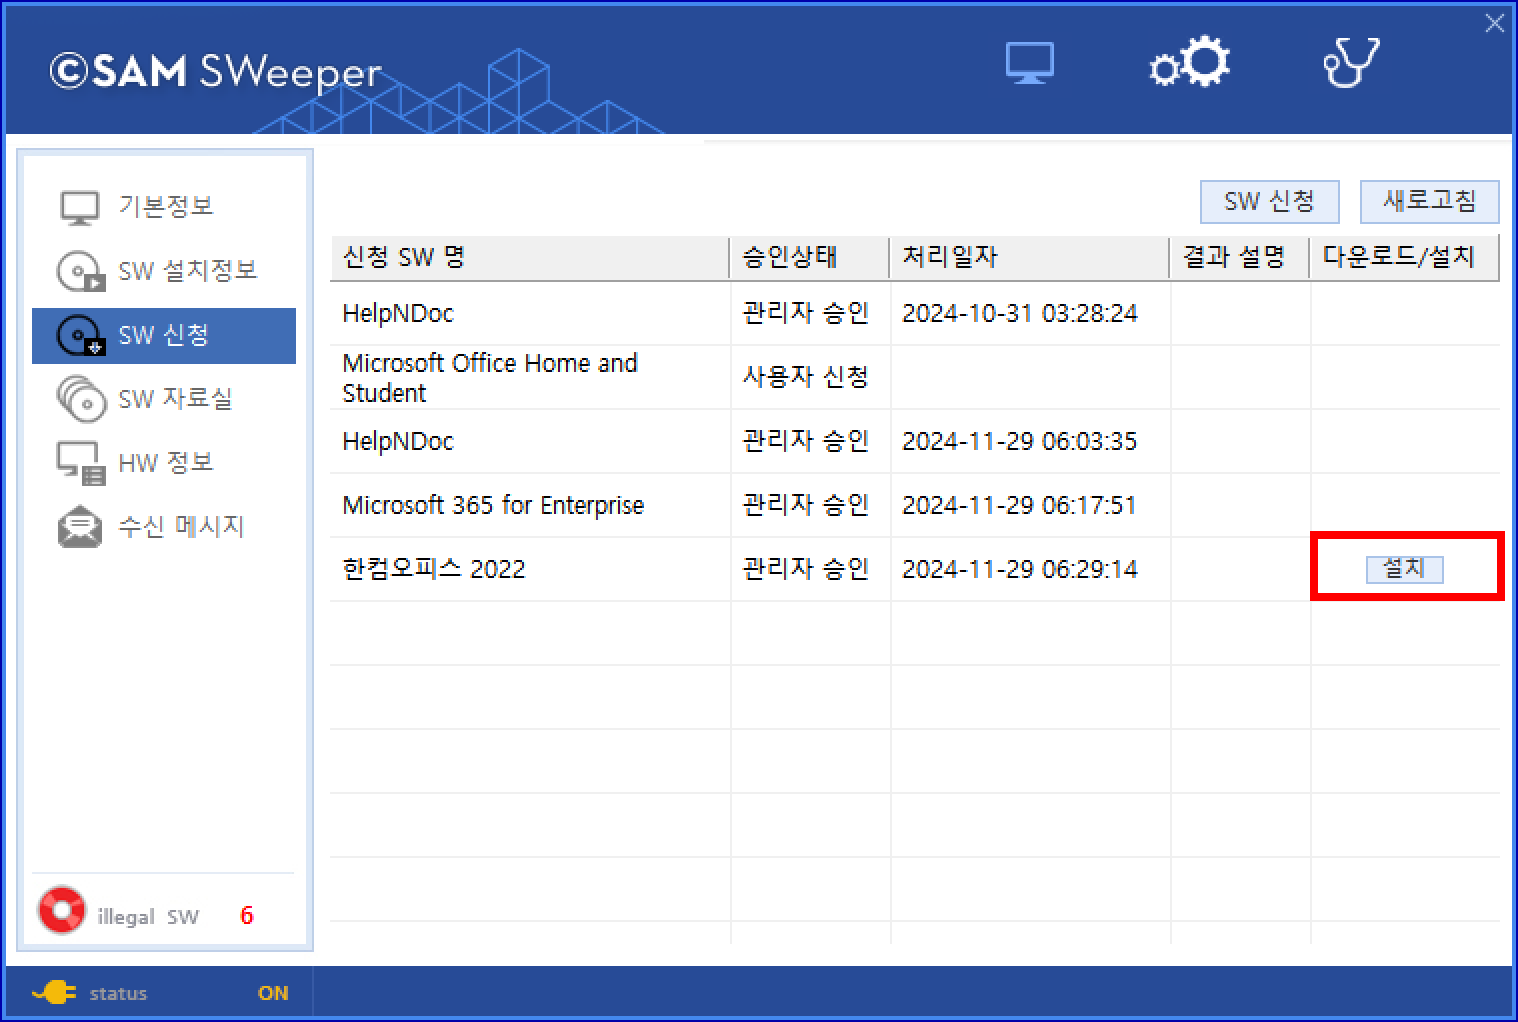 ©SAM SWeeper
기본정보
SW 설치정보
SW 신청
SW 자료실
HW 정보
수신 메시지
illegal SW 6
status ON
SW 신청 새로고침
신청 SW 명 승인상태 처리일자 결과 설명 다운로드/설치
HelpNDoc 관리자 승인 2024-10-31 03:28:24
Microsoft Office Home and
Student 사용자 신청
HelpNDoc 관리자 승인 2024-11-29 06:03:35
Microsoft 365 for Enterprise 관리자 승인 2024-11-29 06:17:51
한컴오피스 2022 관리자 승인 2024-11-29 06:29:14 설치